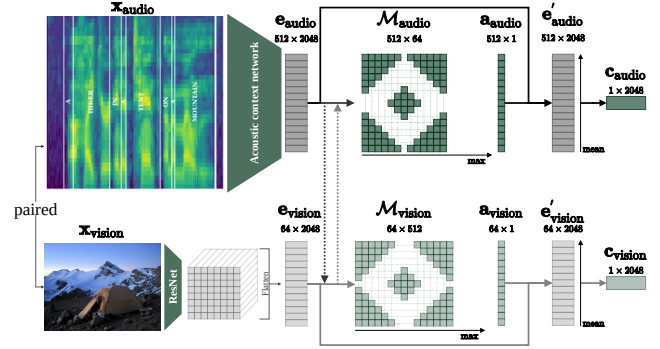 x_audio
e_audio
512 × 2048
M_audio
512 × 64
a_audio
512 × 1
e'_audio
512 × 2048
c_audio
1 × 2048
A
HIKER
IN
A
TENT
ON
A
MOUNTAIN
Acoustic context network
max
mean
paired
x_vision
ResNet
Flatten
e_vision
64 × 2048
M_vision
64 × 512
a_vision
64 × 1
e'_vision
64 × 2048
c_vision
1 × 2048
max
mean